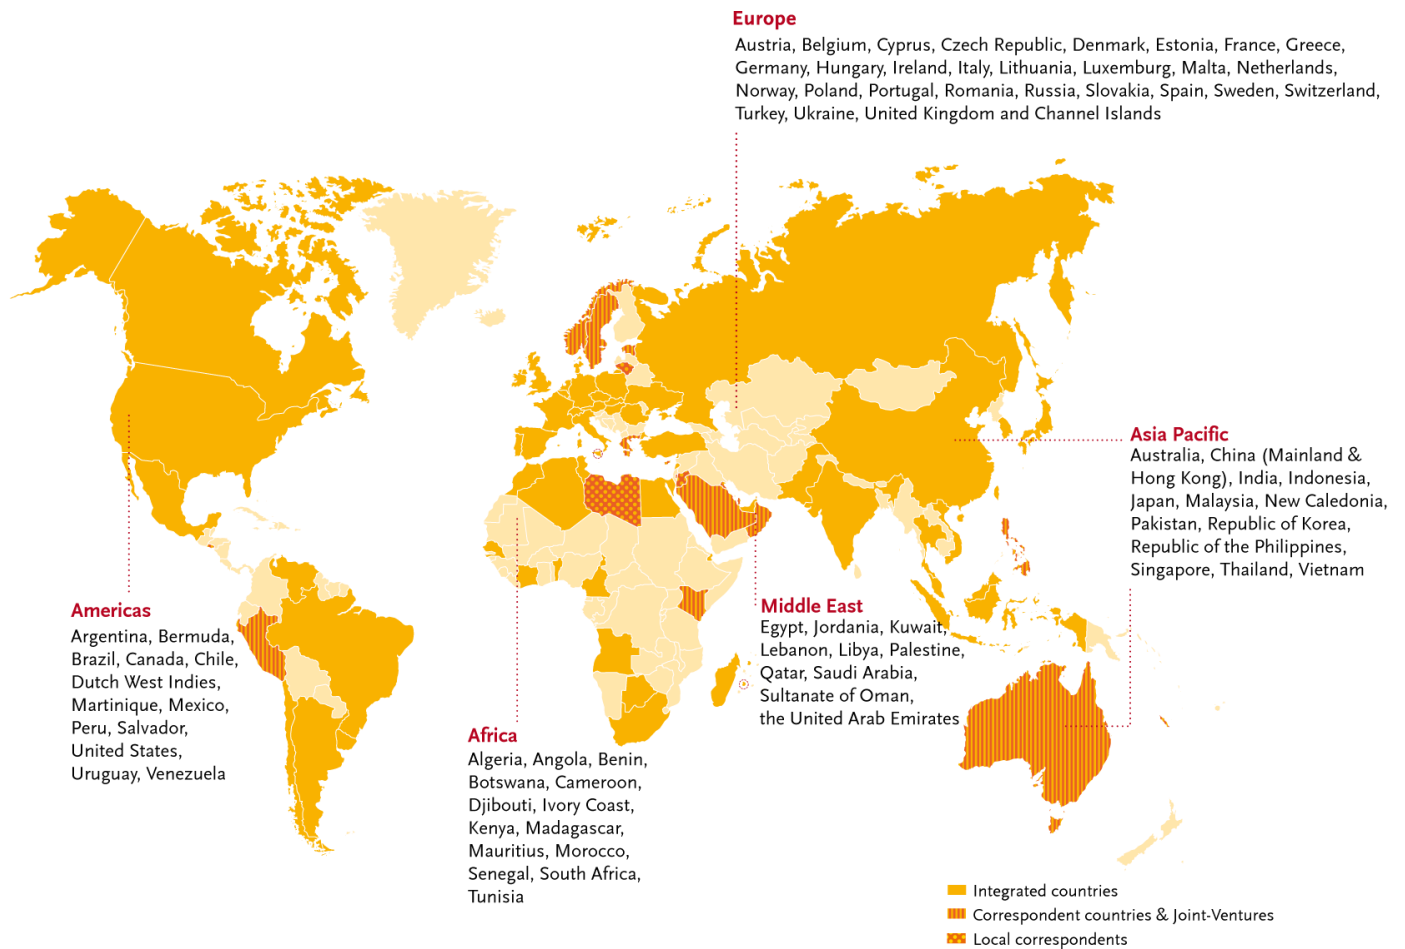 Europe
Austria, Belgium, Cyprus, Czech Republic, Denmark, Estonia, France, Greece,
Germany, Hungary, Ireland, Italy, Lithuania, Luxemburg, Malta, Netherlands,
Norway, Poland, Portugal, Romania, Russia, Slovakia, Spain, Sweden, Switzerland,
Turkey, Ukraine, United Kingdom and Channel Islands
Asia Pacific
Australia, China (Mainland &
Hong Kong), India, Indonesia,
Japan, Malaysia, New Caledonia,
Pakistan, Republic of Korea,
Republic of the Philippines,
Singapore, Thailand, Vietnam
Americas
Argentina, Bermuda,
Brazil, Canada, Chile,
Dutch West Indies,
Martinique, Mexico,
Peru, Salvador,
United States,
Uruguay, Venezuela
Middle East
Egypt, Jordania, Kuwait,
Lebanon, Libya, Palestine,
Qatar, Saudi Arabia,
Sultanate of Oman,
the United Arab Emirates
Africa
Algeria, Angola, Benin,
Botswana, Cameroon,
Djibouti, Ivory Coast,
Kenya, Madagascar,
Mauritius, Morocco,
Senegal, South Africa,
Tunisia
Integrated countries
Correspondent countries & Joint-Ventures
Local correspondents